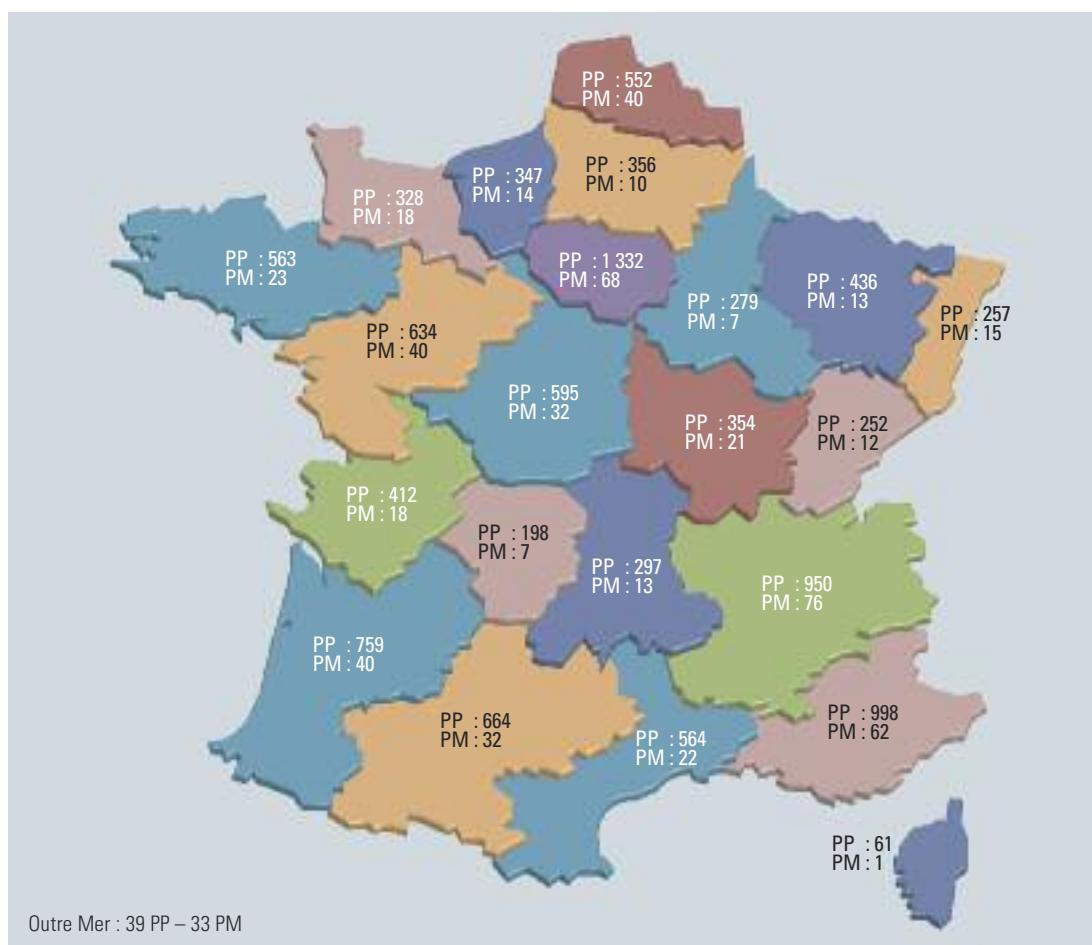 PP : 552
PM : 40
PP : 356
PM : 10
PP : 347
PM : 14
PP : 328
PM : 18
PP : 563
PM : 23
PP : 1 332
PM : 68
PP : 436
PM : 13
PP : 279
PM : 7
PP : 257
PM : 15
PP : 634
PM : 40
PP : 595
PM : 32
PP : 354
PM : 21
PP : 252
PM : 12
PP : 412
PM : 18
PP : 198
PM : 7
PP : 297
PM : 13
PP : 950
PM : 76
PP : 759
PM : 40
PP : 664
PM : 32
PP : 564
PM : 22
PP : 998
PM : 62
PP : 61
PM : 1
Outre Mer : 39 PP – 33 PM